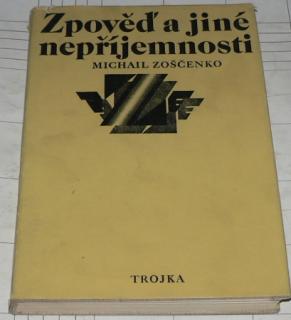 Zpověď a jiné
nepříjemnosti
MICHAIL ZOŠČENKO
TROJKA